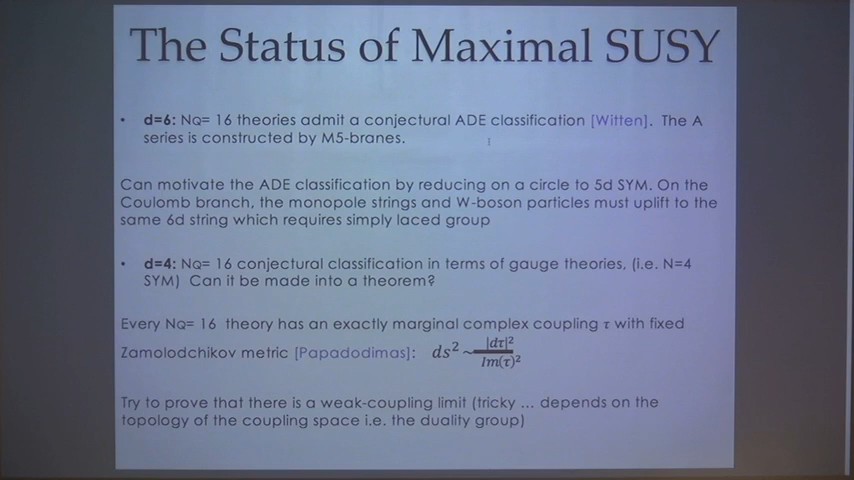 The Status of Maximal SUSY
• d=6: NQ= 16 theories admit a conjectural ADE classification [Witten]. The A
series is constructed by M5-branes.
Can motivate the ADE classification by reducing on a circle to 5d SYM. On the
Coulomb branch, the monopole strings and W-boson particles must uplift to the
same 6d string which requires simply laced group
• d=4: NQ= 16 conjectural classification in terms of gauge theories, (i.e. N=4
SYM) Can it be made into a theorem?
Every NQ= 16 theory has an exactly marginal complex coupling τ with fixed
Zamolodchikov metric [Papadodimas]: ds²~|dτ|²/Im(τ)²
Try to prove that there is a weak-coupling limit (tricky … depends on the
topology of the coupling space i.e. the duality group)